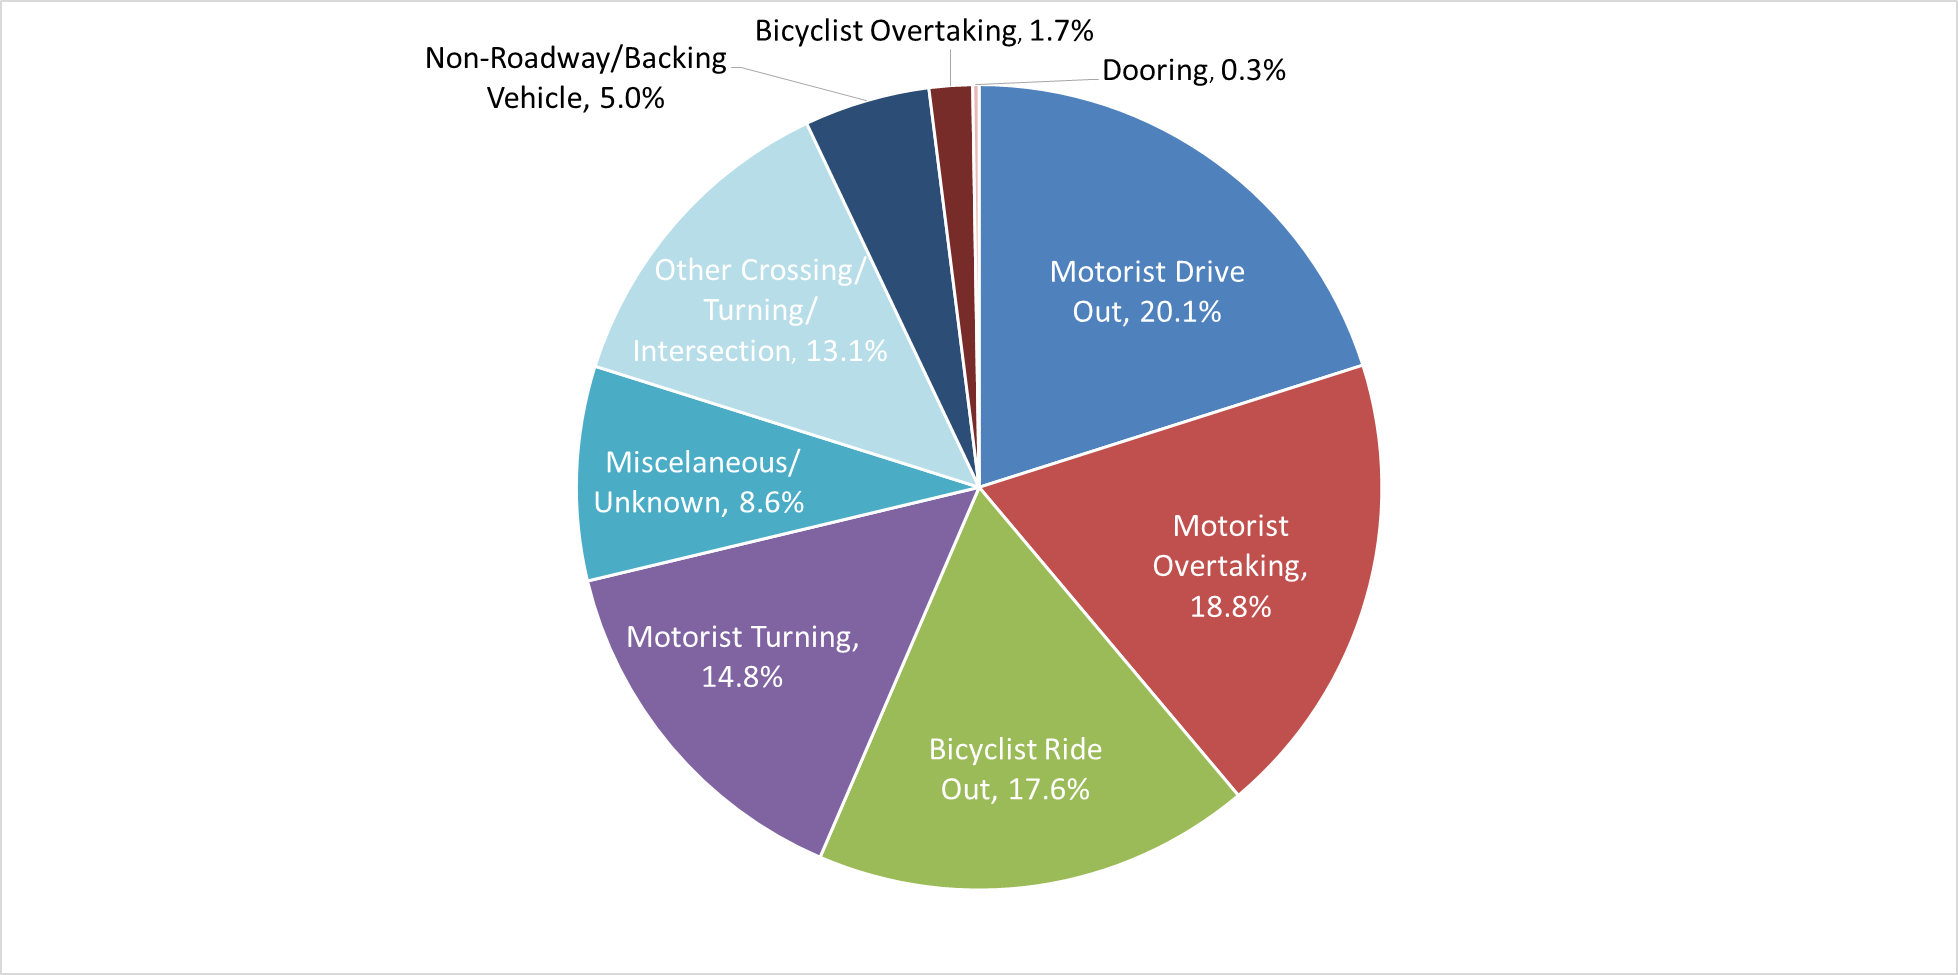 Bicyclist Overtaking, 1.7%
Non-Roadway/Backing
Vehicle, 5.0%
Dooring, 0.3%
Motorist Drive
Out, 20.1%
Other Crossing/
Turning/
Intersection, 13.1%
Miscelaneous/
Unknown, 8.6%
Motorist
Overtaking,
18.8%
Motorist Turning,
14.8%
Bicyclist Ride
Out, 17.6%